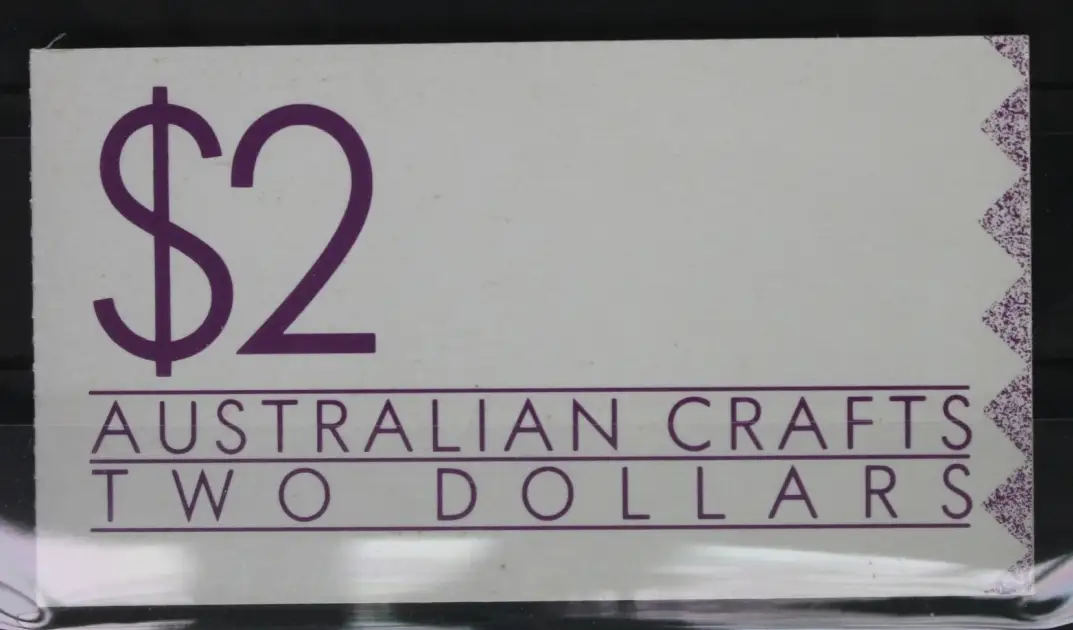 $2
AUSTRALIAN CRAFTS
TWO DOLLARS